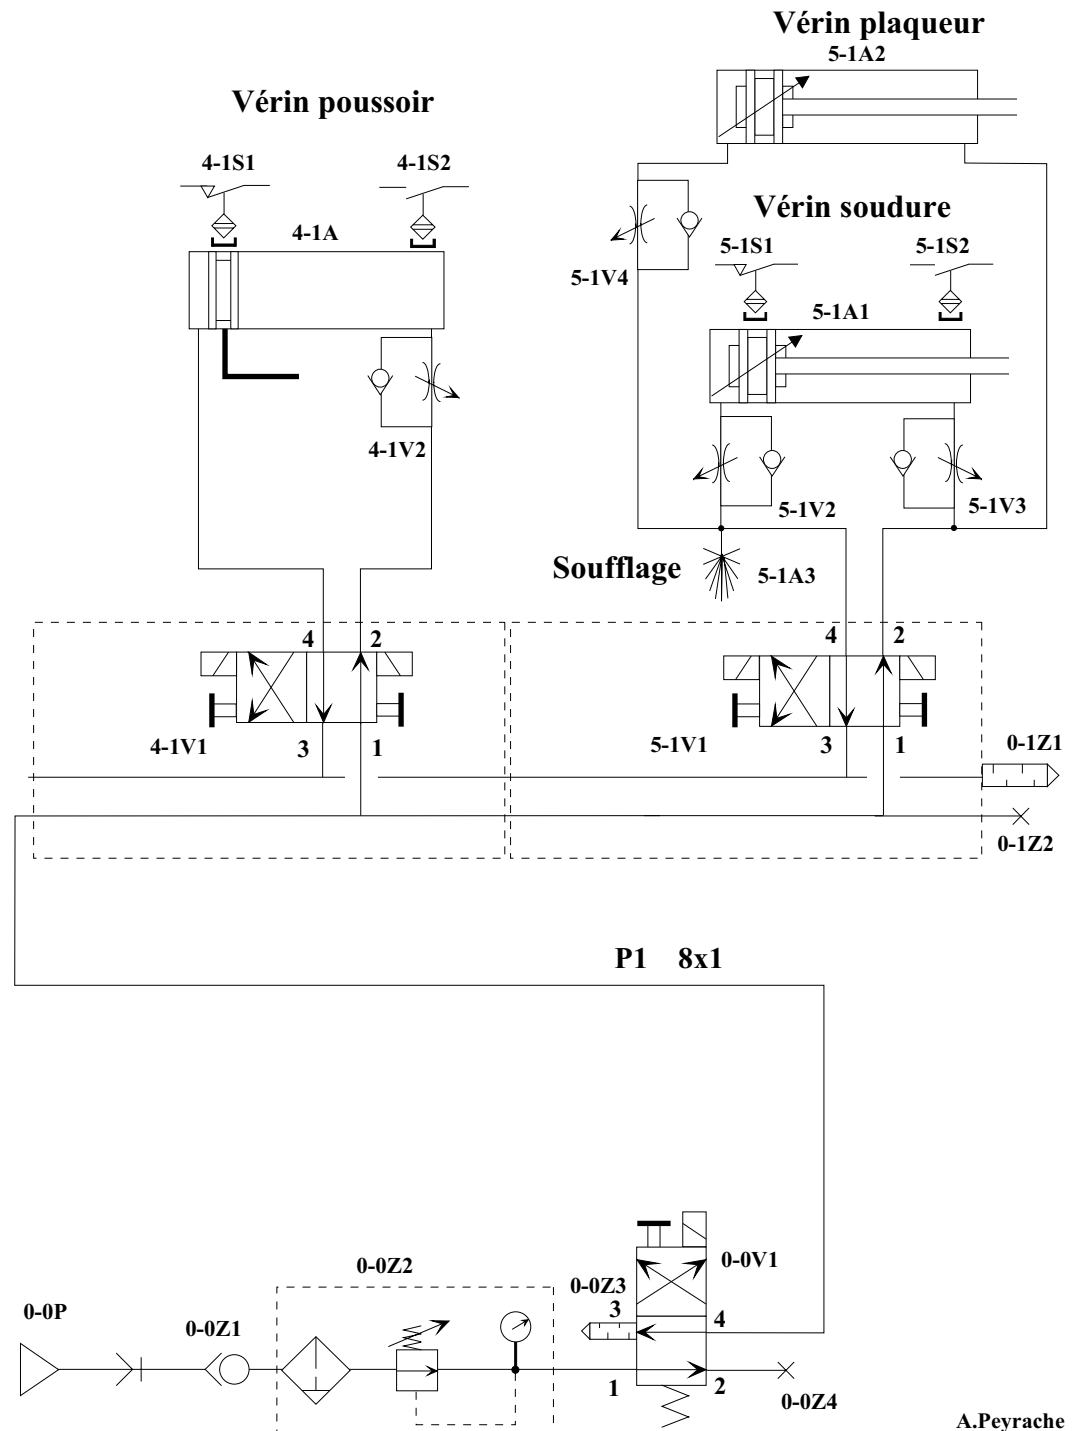 Vérin plaqueur
5-1A2
Vérin poussoir
4-1S1
4-1S2
Vérin soudure
4-1A
5-1S1
5-1S2
5-1V4
5-1A1
4-1V2
5-1V2
5-1V3
Soufflage
5-1A3
4
2
4
2
4-1V1
3
1
5-1V1
3
1
0-1Z1
0-1Z2
P1 8x1
0-0Z2
0-0V1
0-0Z3
0-0P
0-0Z1
3
4
1
2
0-0Z4
A.Peyrache